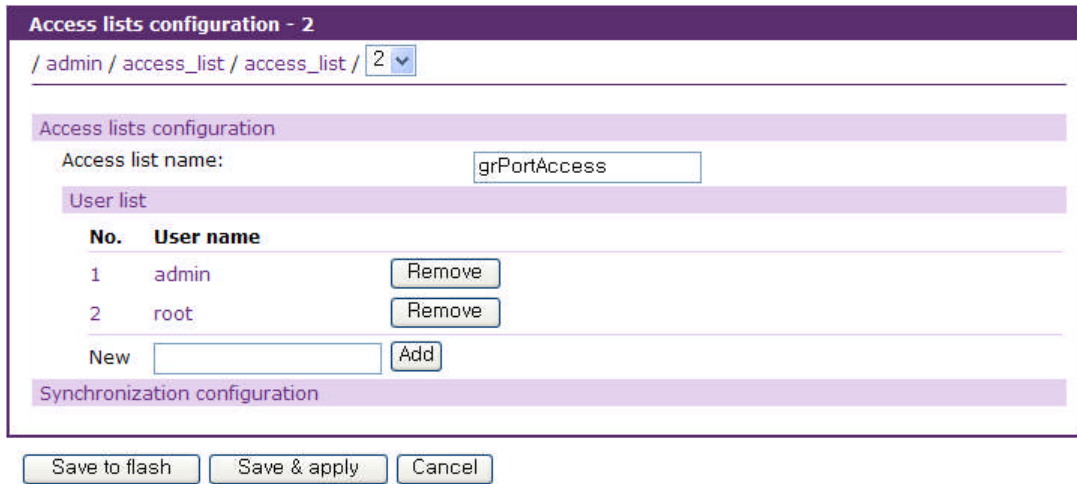 Access lists configuration - 2
/ admin / access_list / access_list / 2
Access lists configuration
Access list name: grPortAccess
User list
No. User name
1 admin Remove
2 root Remove
New Add
Synchronization configuration
Save to flash Save & apply Cancel